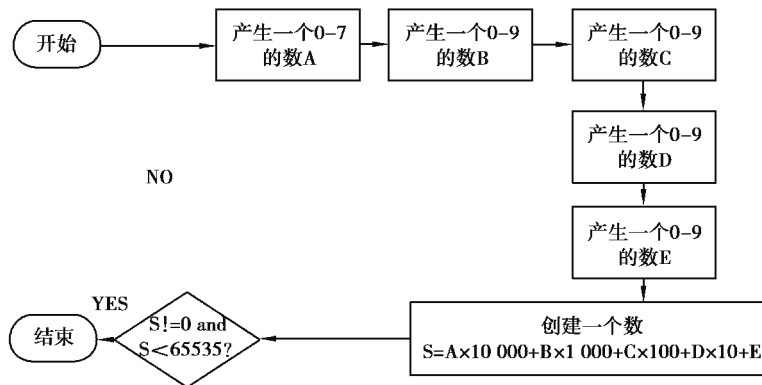 开始
产生一个0-7
的数A
产生一个0-9
的数B
产生一个0-9
的数C
产生一个0-9
的数D
NO
产生一个0-9
的数E
创建一个数
S=A×10 000+B×1 000+C×100+D×10+E
S!=0 and
S<65535?
YES
结束